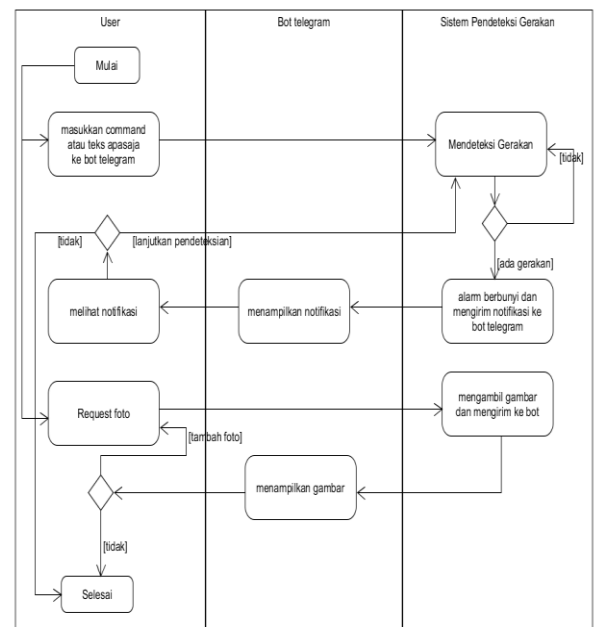 User
Bot telegram
Sistem Pendeteksi Gerakan
Mulai
masukkan command
atau teks apasaja
ke bot telegram
Mendeteksi Gerakan
[tidak]
[tidak]
[lanjutkan pendeteksian]
[ada gerakan]
melihat notifikasi
menampilkan notifikasi
alarm berbunyi dan
mengirim notifikasi ke
bot telegram
Request foto
mengambil gambar
dan mengirim ke bot
[tambah foto]
menampilkan gambar
[tidak]
Selesai